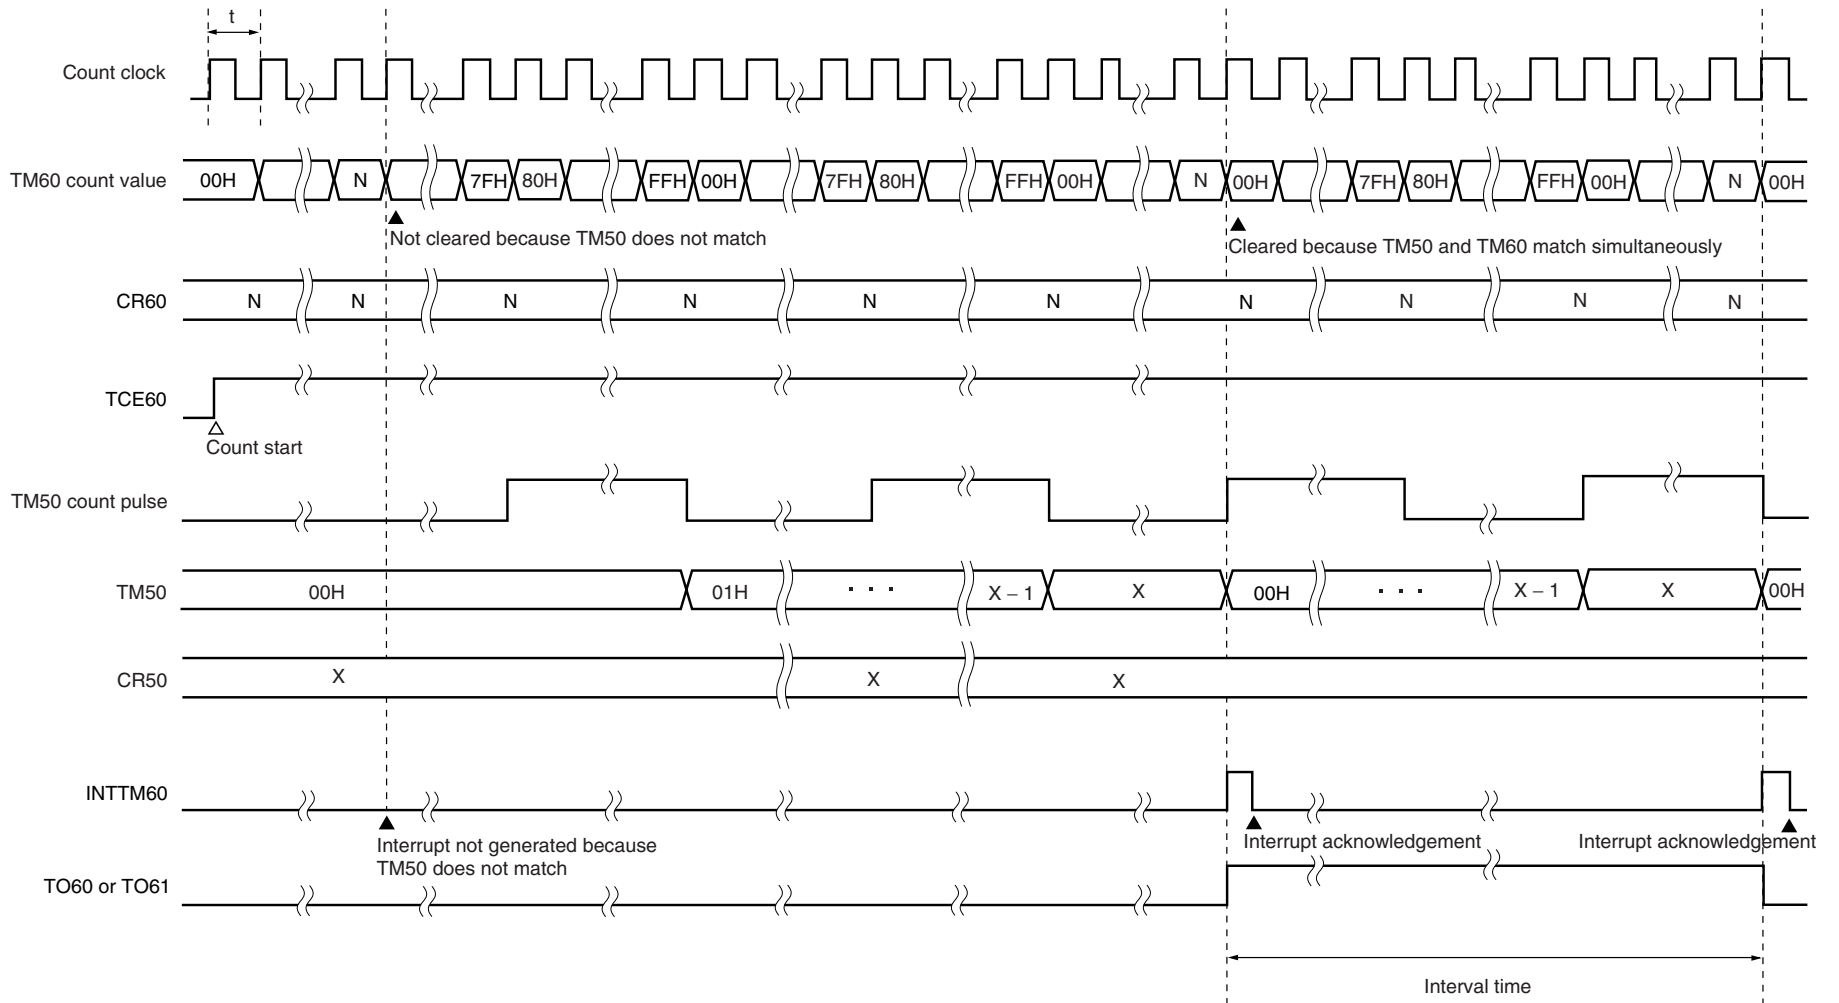 t
Count clock
TM60 count value 00H N 7FH 80H FFH 00H 7FH 80H FFH 00H N 00H 7FH 80H FFH 00H N 00H
Not cleared because TM50 does not match
Cleared because TM50 and TM60 match simultaneously
CR60 N N N N N N N N N N
TCE60
Count start
TM50 count pulse
TM50 00H 01H · · · X – 1 X 00H · · · X – 1 X 00H
CR50 X X X
INTTM60
Interrupt not generated because
TM50 does not match
Interrupt acknowledgement
Interrupt acknowledgement
TO60 or TO61
Interval time